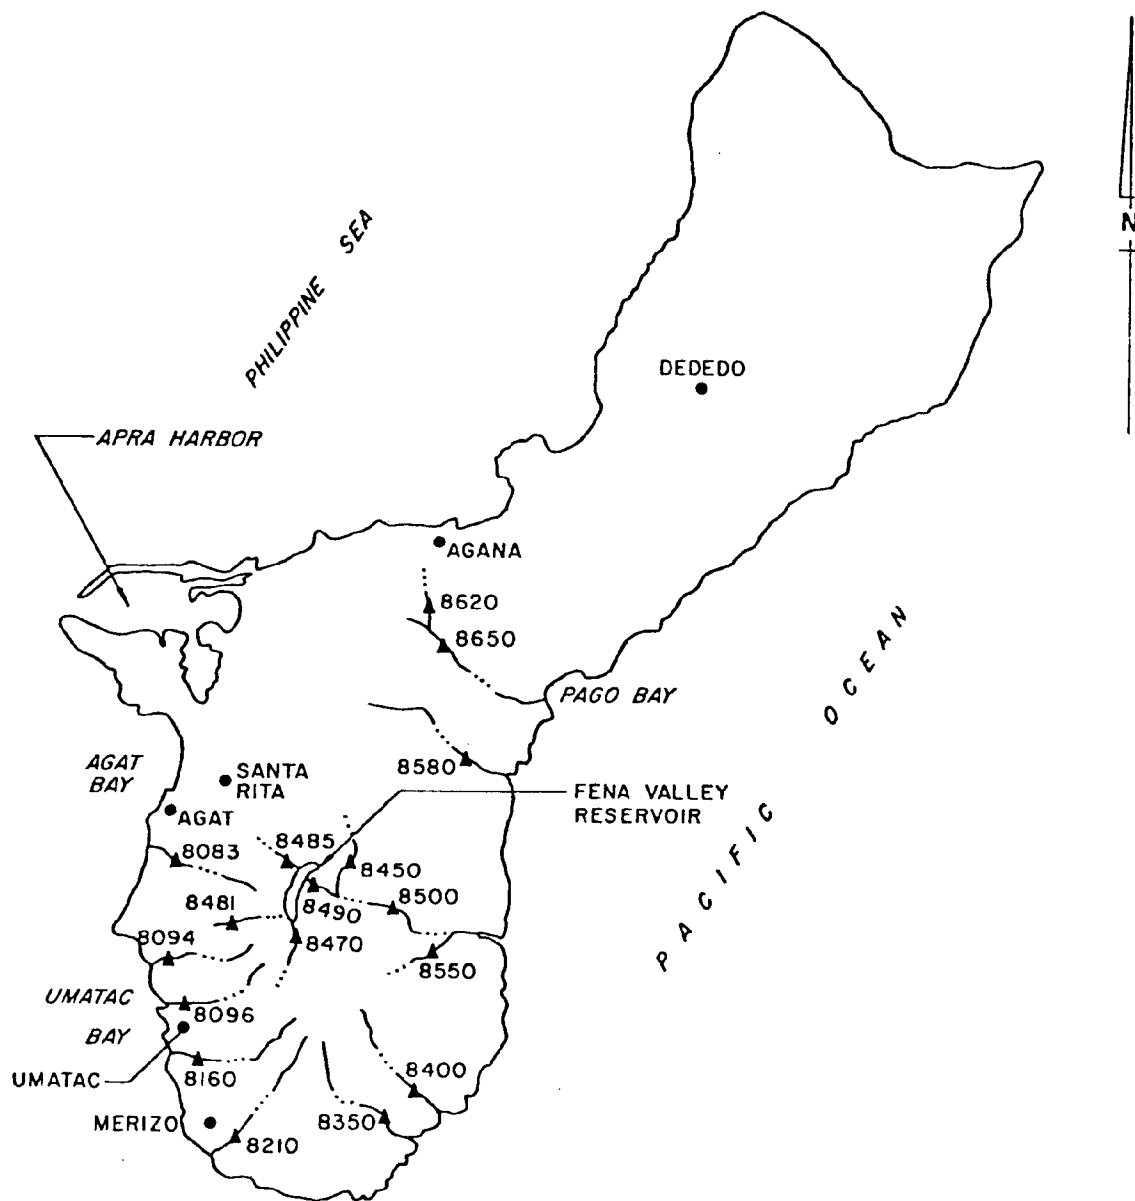 N
PHILIPPINE SEA
DEDEDO
APRA HARBOR
AGANA
8620
8650
PAGO BAY
PACIFIC OCEAN
AGAT
BAY
SANTA
RITA
8580
FENA VALLEY
RESERVOIR
AGAT
8083
8485
8450
8481
8490
8500
8094
8470
8550
UMATAC
BAY
8096
UMATAC
8160
8400
MERIZO
8210
8350